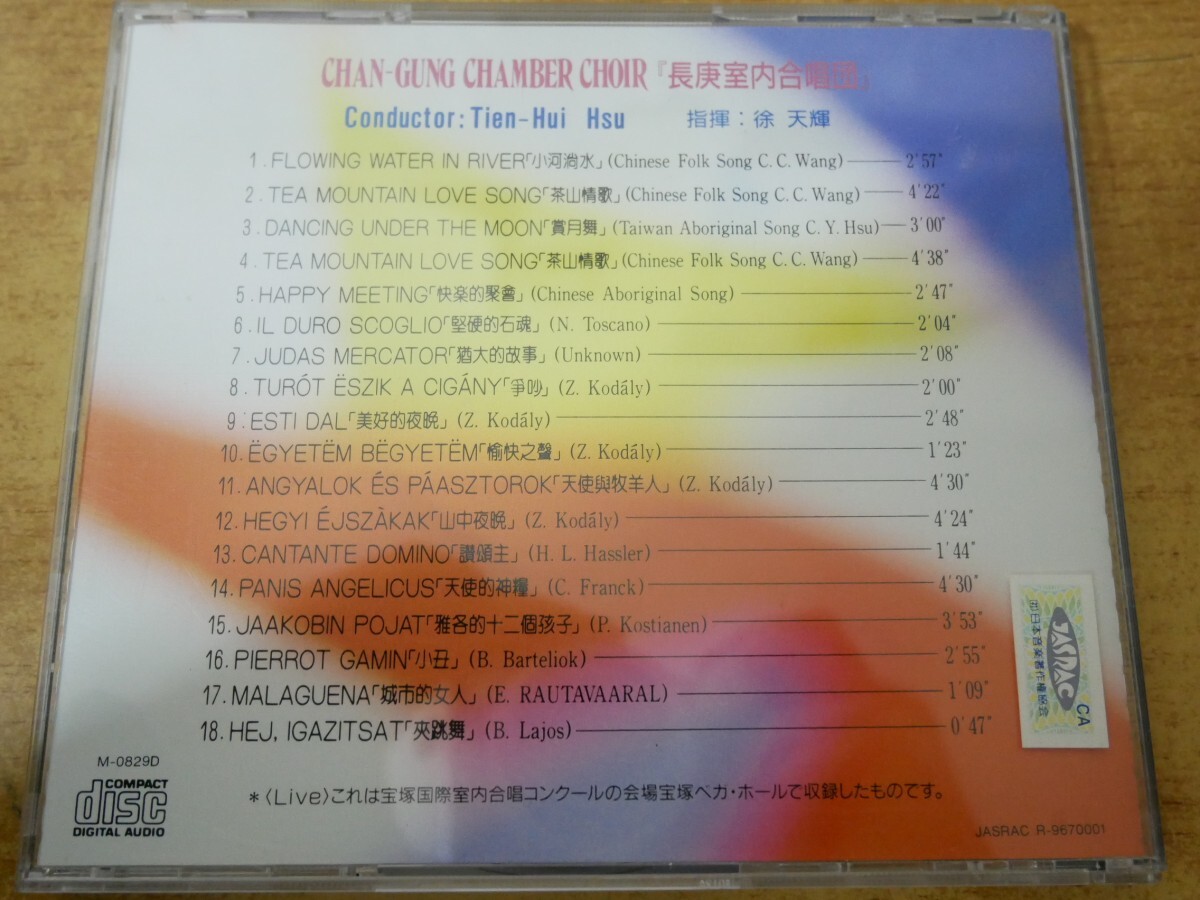 CHAN-GUNG CHAMBER CHOIR『長庚室内合唱団』
Conductor: Tien-Hui Hsu 指揮: 徐 天輝
1. FLOWING WATER IN RIVER「小河淌水」(Chinese Folk Song C. C. Wang) 2'57"
2. TEA MOUNTAIN LOVE SONG「茶山情歌」(Chinese Folk Song C. C. Wang) 4'22"
3. DANCING UNDER THE MOON「賞月舞」(Taiwan Aboriginal Song C. Y. Hsu) 3'00"
4. TEA MOUNTAIN LOVE SONG「茶山情歌」(Chinese Folk Song C. C. Wang) 4'38"
5. HAPPY MEETING「快楽的聚會」(Chinese Aboriginal Song) 2'47"
6. IL DURO SCOGLIO「堅硬的石魂」(N. Toscano) 2'04"
7. JUDAS MERCATOR「猶大的故事」(Unknown) 2'08"
8. TURÓT ËSZIK A CIGÁNY「爭吵」(Z. Kodály) 2'00"
9. ESTI DAL「美好的夜晩」(Z. Kodály) 2'48"
10. ËGYETËM BËGYETËM「愉快之聲」(Z. Kodály) 1'23"
11. ANGYALOK ÉS PÁASZTOROK「天使與牧羊人」(Z. Kodály) 4'30"
12. HEGYI ÉJSZÀKAK「山中夜晩」(Z. Kodály) 4'24"
13. CANTANTE DOMINO「讃頌主」(H. L. Hassler) 1'44"
14. PANIS ANGELICUS「天使的神糧」(C. Franck) 4'30"
15. JAAKOBIN POJAT「雅各的十二個孩子」(P. Kostianen) 3'53"
16. PIERROT GAMIN「小丑」(B. Barteliok) 2'55"
17. MALAGUENA「城市的女人」(E. RAUTAVAARAL) 1'09"
18. HEJ, IGAZITSAT「夾跳舞」(B. Lajos) 0'47"
日本音楽著作権協会
JASRAC
CA
M-0829D
COMPACT
disc
DIGITAL AUDIO
*〈Live〉これは宝塚国際室内合唱コンクールの会場宝塚ベガ・ホールで収録したものです。
JASRAC R-9670001